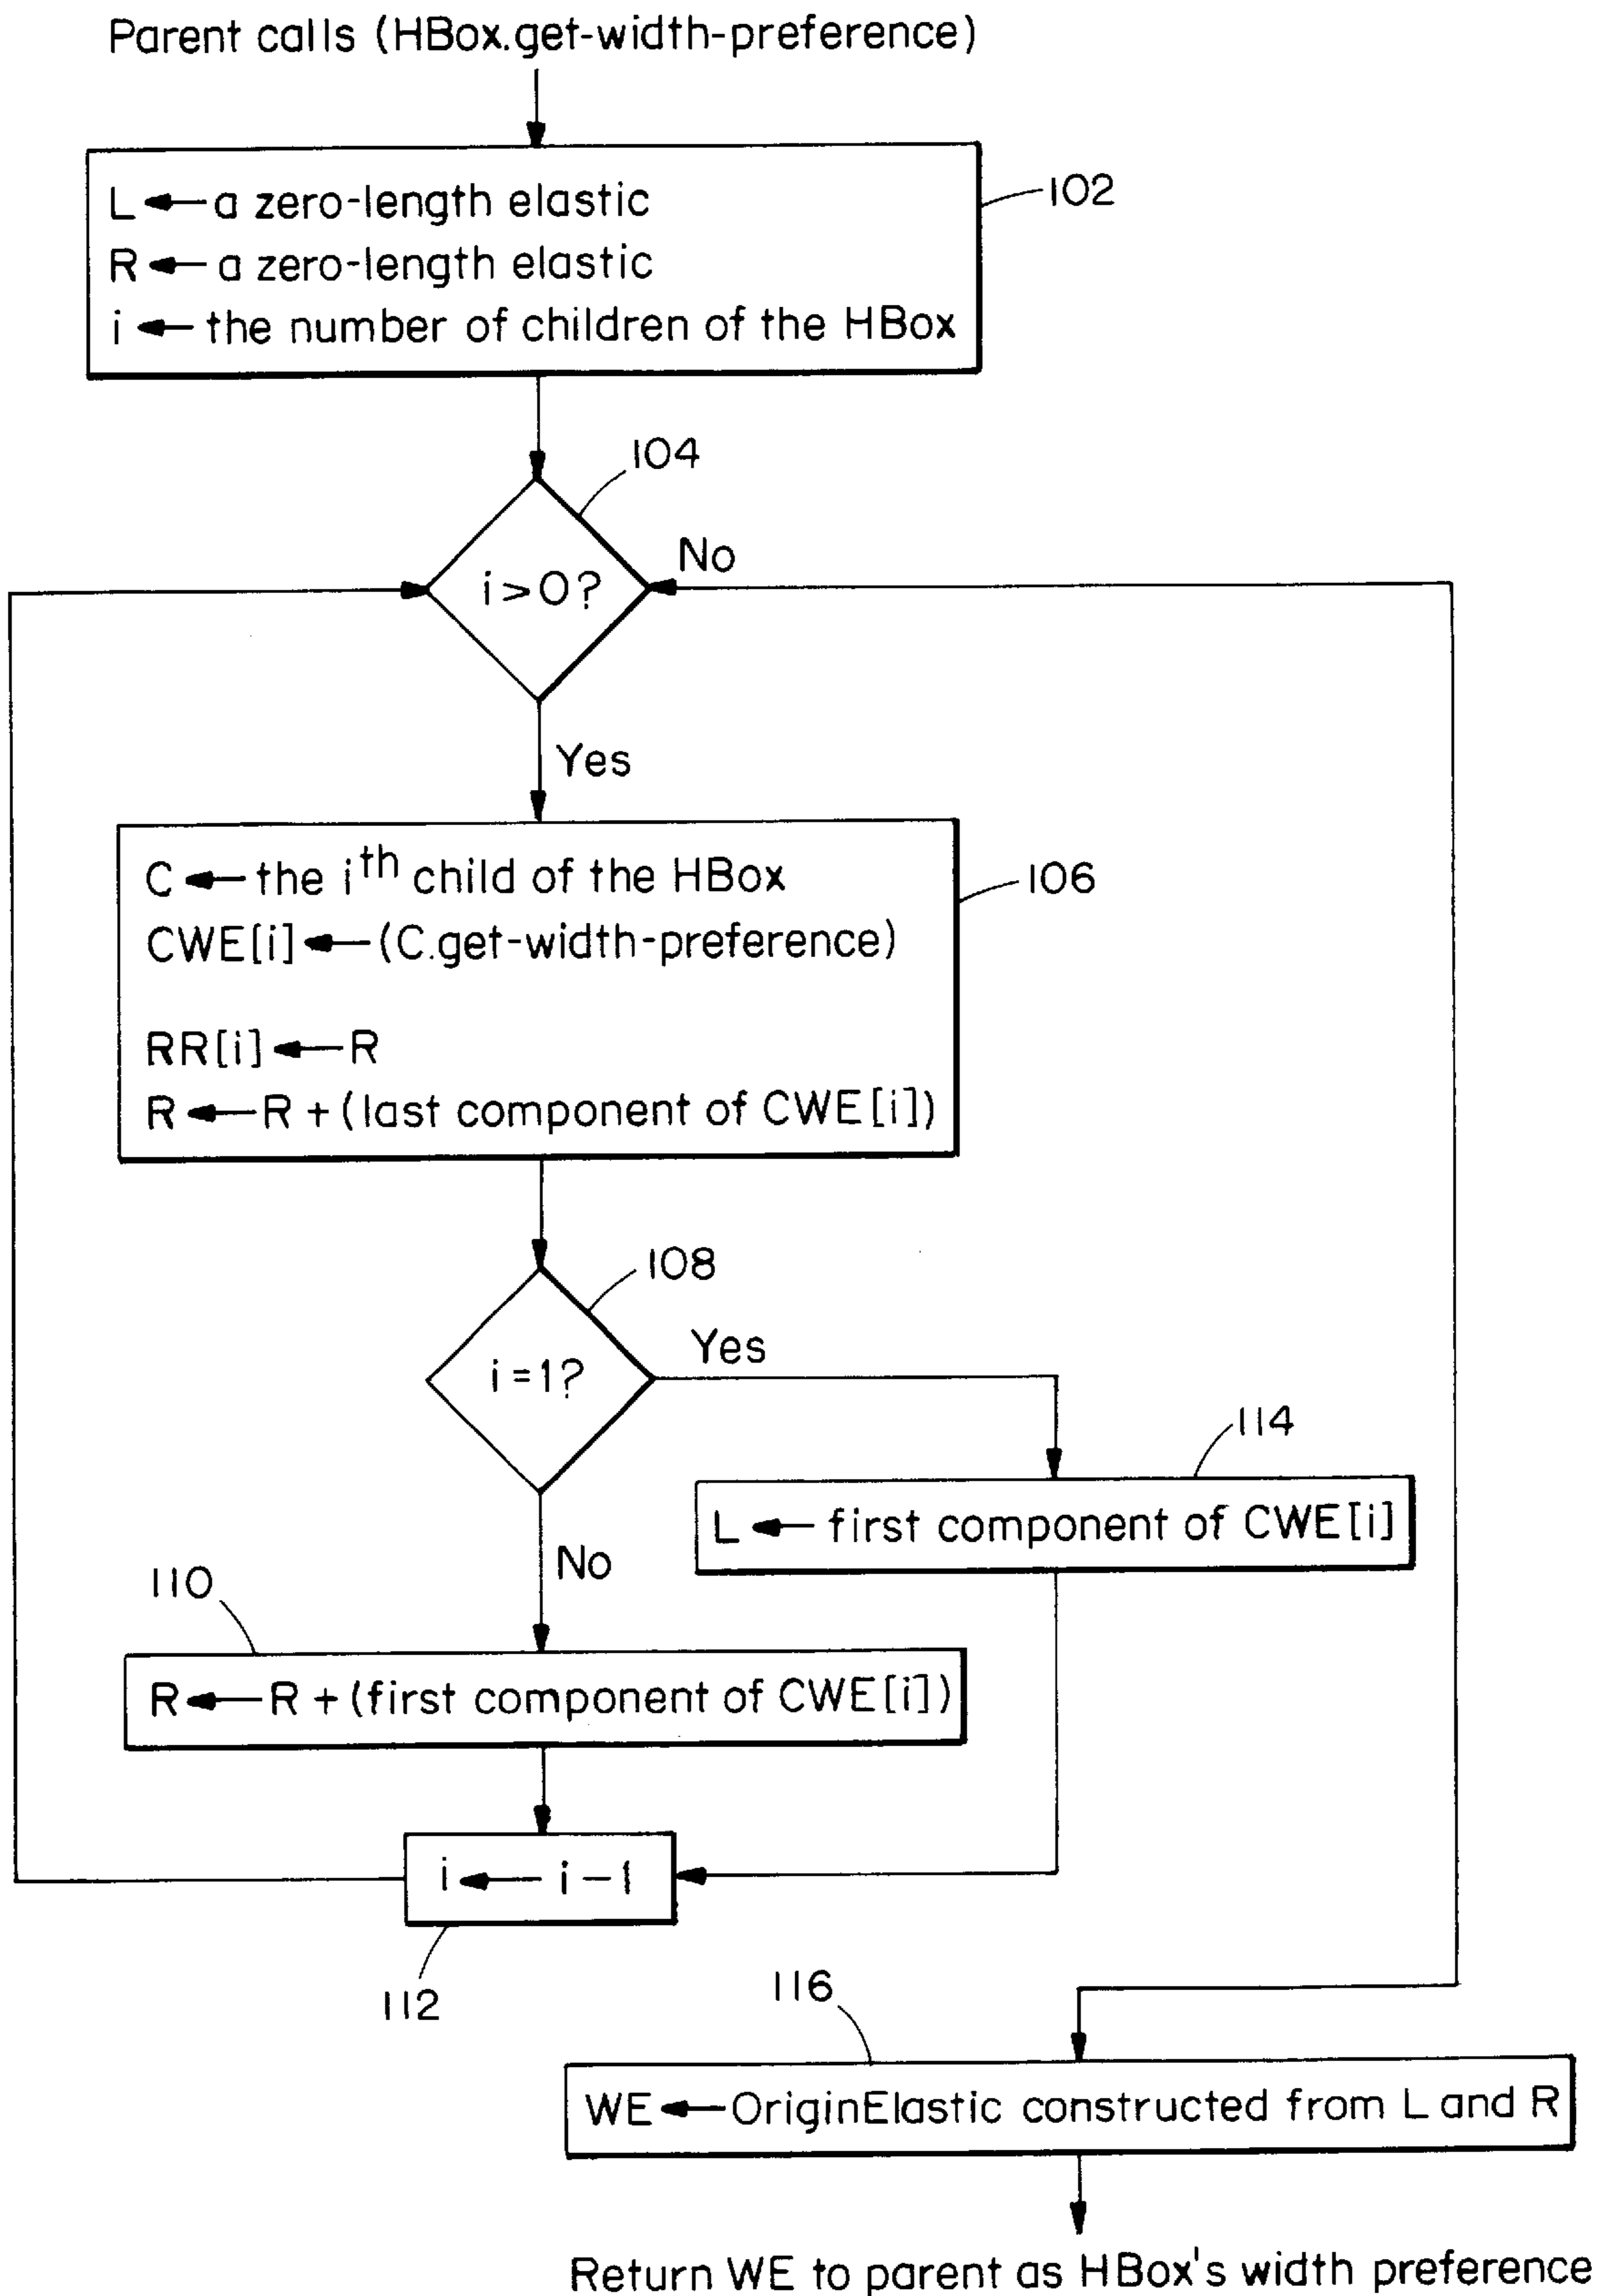 Parent calls (HBox.get-width-preference)
L ← a zero-length elastic
R ← a zero-length elastic
i ← the number of children of the HBox
102
104
i > 0?
No
Yes
C ← the ith child of the HBox
CWE[i] ← (C.get-width-preference)
RR[i] ← R
R ← R + (last component of CWE[i])
106
108
i = 1?
Yes
114
L ← first component of CWE[i]
No
110
R ← R + (first component of CWE[i])
i ← i - 1
112
116
WE ← OriginElastic constructed from L and R
Return WE to parent as HBox's width preference